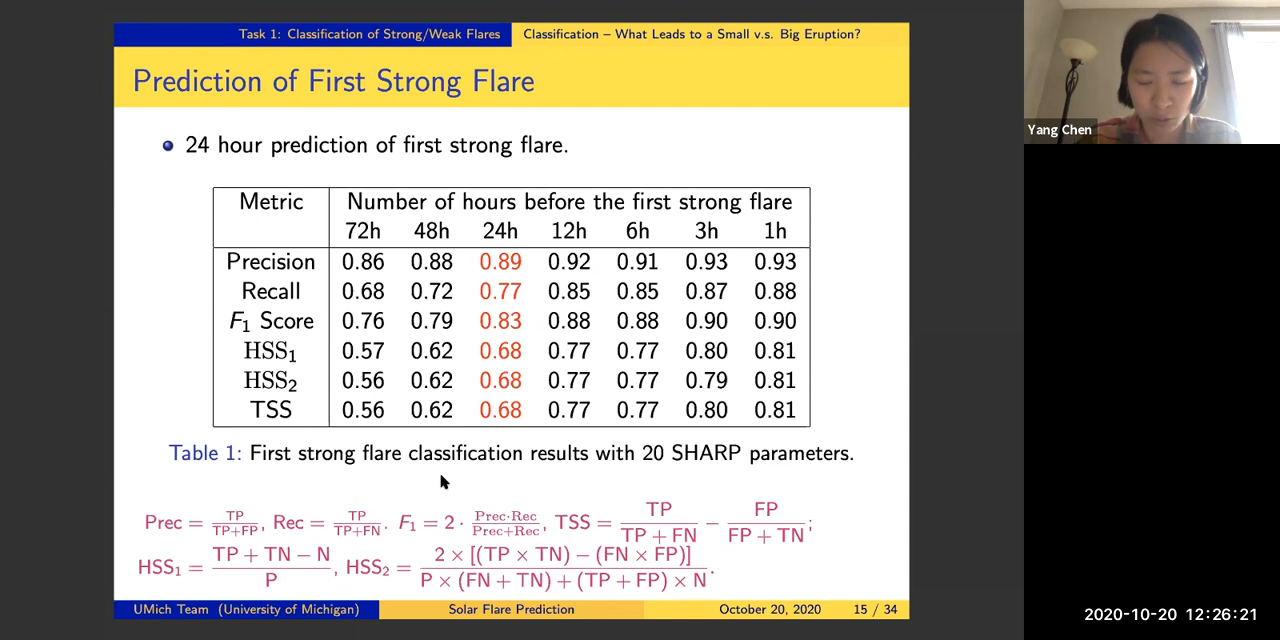 Task 1: Classification of Strong/Weak Flares Classification – What Leads to a Small v.s. Big Eruption?
Prediction of First Strong Flare
24 hour prediction of first strong flare.
Metric Number of hours before the first strong flare
72h 48h 24h 12h 6h 3h 1h
Precision 0.86 0.88 0.89 0.92 0.91 0.93 0.93
Recall 0.68 0.72 0.77 0.85 0.85 0.87 0.88
F₁ Score 0.76 0.79 0.83 0.88 0.88 0.90 0.90
HSS₁ 0.57 0.62 0.68 0.77 0.77 0.80 0.81
HSS₂ 0.56 0.62 0.68 0.77 0.77 0.79 0.81
TSS 0.56 0.62 0.68 0.77 0.77 0.80 0.81
Table 1: First strong flare classification results with 20 SHARP parameters.
Prec = TP/(TP+FP), Rec = TP/(TP+FN). F₁ = 2 · (Prec·Rec)/(Prec+Rec), TSS = TP/(TP + FN) − FP/(FP + TN);
HSS₁ = (TP + TN − N)/P, HSS₂ = (2 × [(TP × TN) − (FN × FP)])/(P × (FN + TN) + (TP + FP) × N).
UMich Team (University of Michigan) Solar Flare Prediction October 20, 2020 15 / 34
Yang Chen
2020-10-20 12:26:21